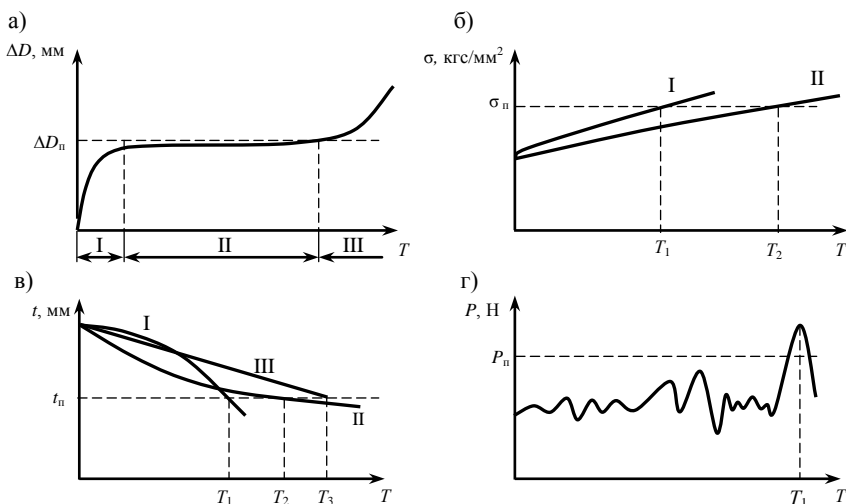 а)
ΔD, мм
ΔDп
I
II
III
T
б)
σ, кгс/мм²
σп
I
II
T₁
T₂
T
в)
t, мм
tп
I
III
II
T₁
T₂
T₃
T
г)
P, Н
Pп
T₁
T